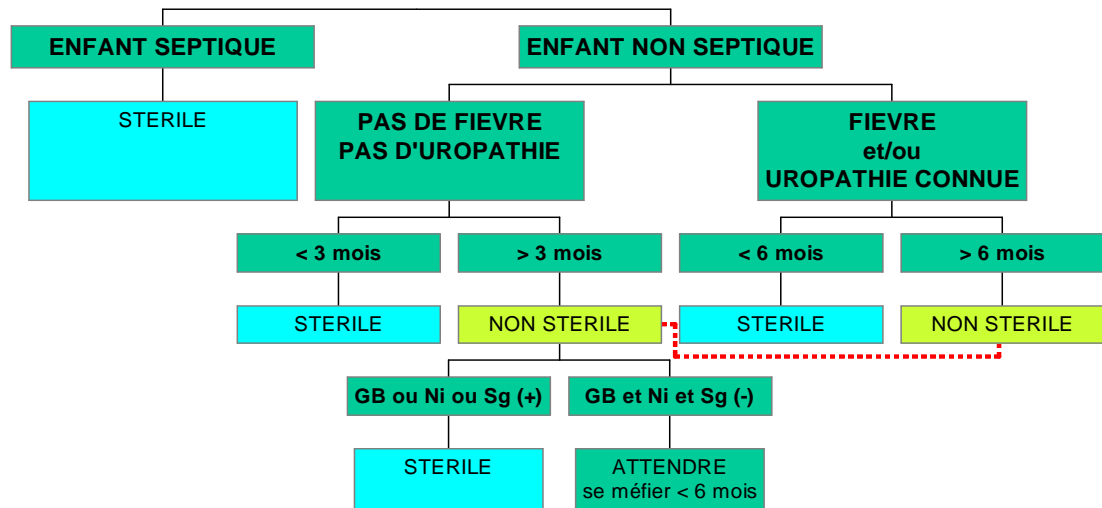 ENFANT SEPTIQUE
ENFANT NON SEPTIQUE
STERILE
PAS DE FIEVRE
PAS D'UROPATHIE
FIEVRE
et/ou
UROPATHIE CONNUE
< 3 mois
> 3 mois
< 6 mois
> 6 mois
STERILE
NON STERILE
STERILE
NON STERILE
GB ou Ni ou Sg (+)
GB et Ni et Sg (-)
STERILE
ATTENDRE
se méfier < 6 mois